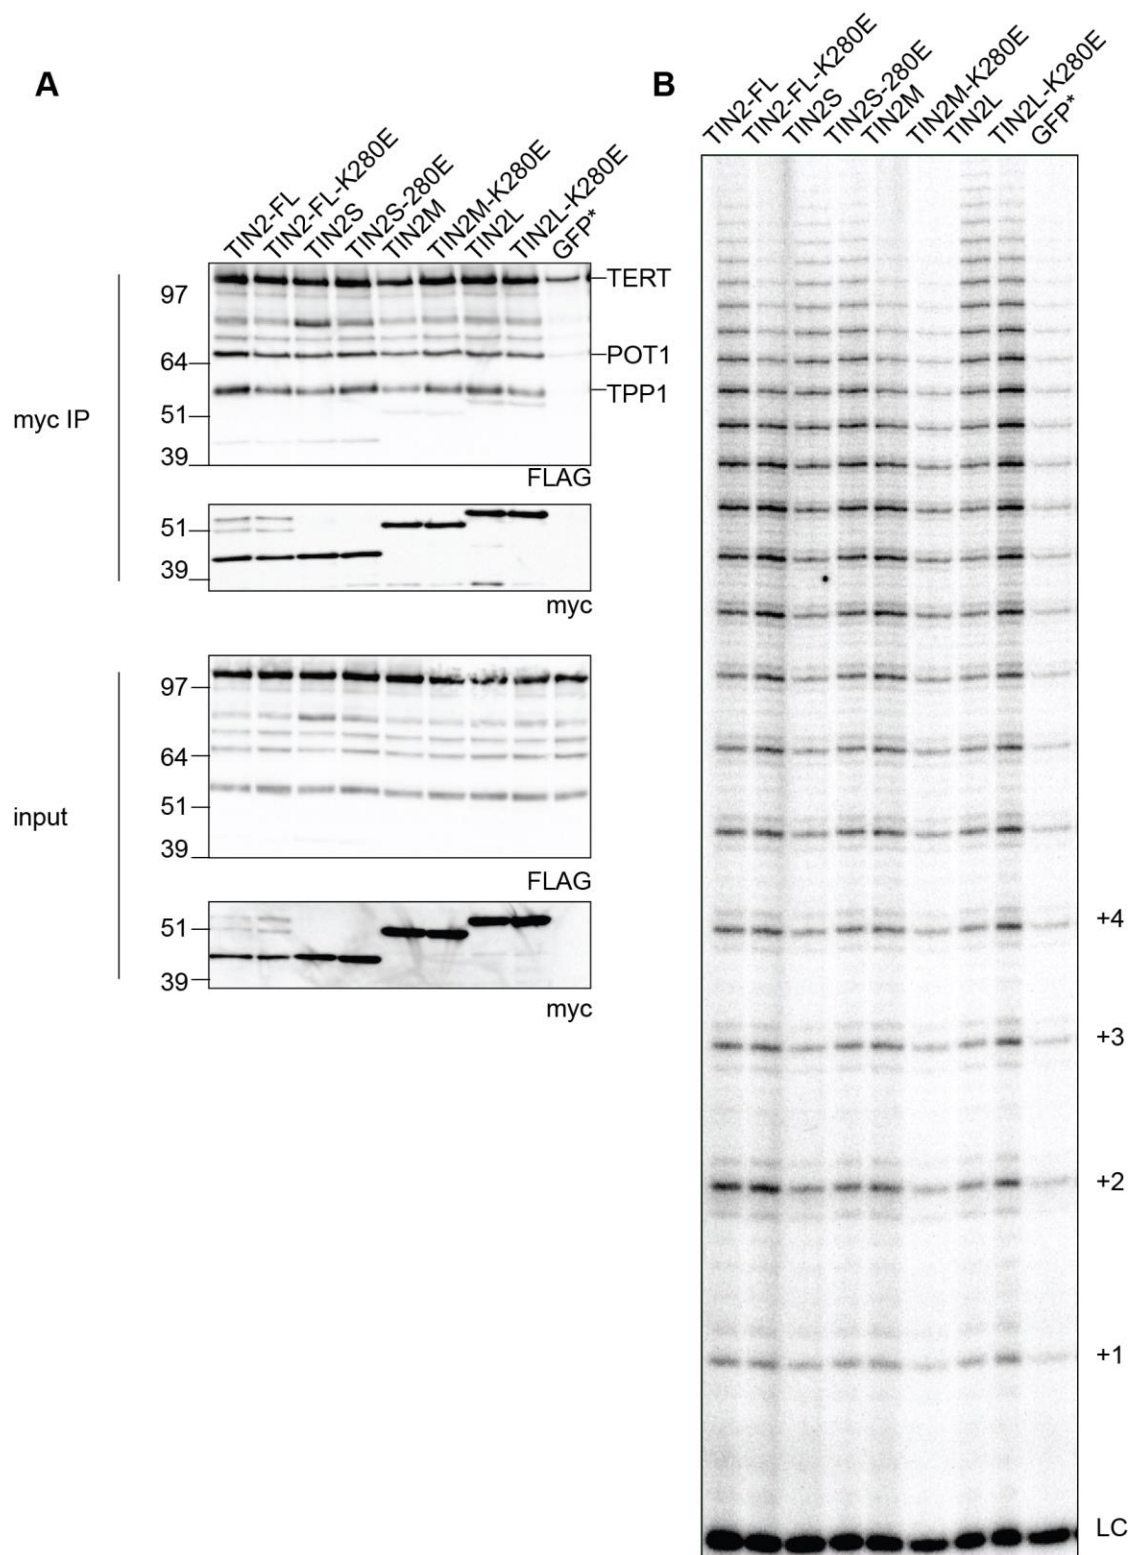 A
TIN2-FL
TIN2-FL-K280E
TIN2S
TIN2S-280E
TIN2M
TIN2M-K280E
TIN2L
TIN2L-K280E
GFP*
myc IP
97
64
51
39
TERT
POT1
TPP1
FLAG
51
39
myc
input
97
64
51
39
FLAG
51
39
myc
B
TIN2-FL
TIN2-FL-K280E
TIN2S
TIN2S-280E
TIN2M
TIN2M-K280E
TIN2L
TIN2L-K280E
GFP*
+4
+3
+2
+1
LC